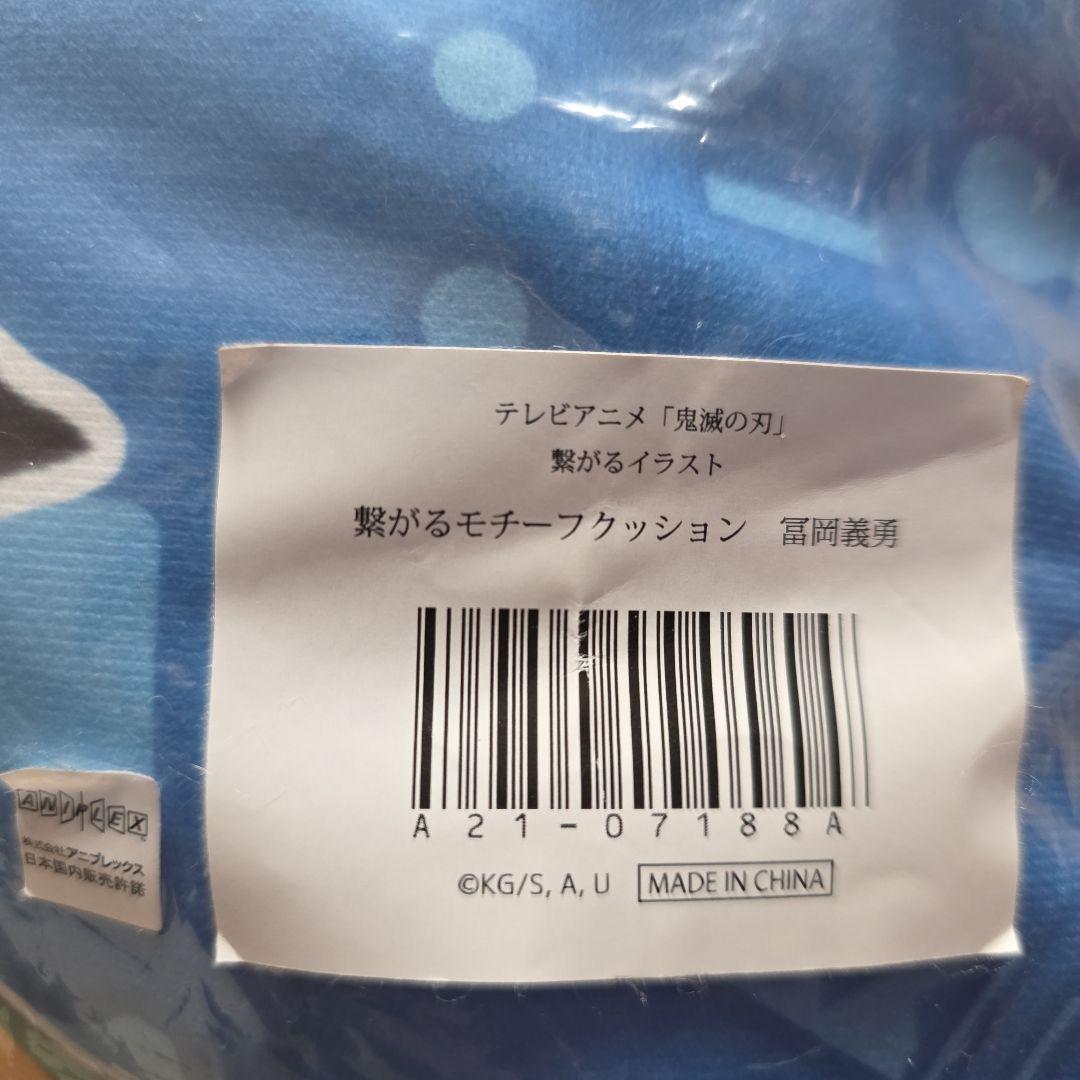 テレビアニメ「鬼滅の刃」
繋がるイラスト
繋がるモチーフクッション　冨岡義勇
A21-07188A
©KG/S, A, U
MADE IN CHINA
ANIPLEX
株式会社アニプレックス
日本国内販売許諾